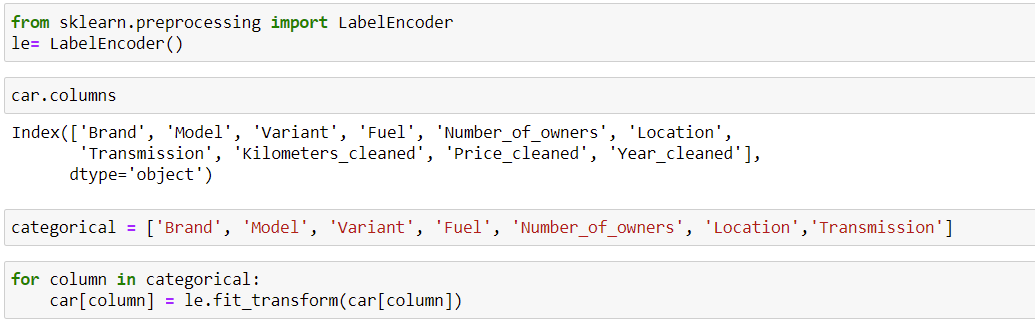 from sklearn.preprocessing import LabelEncoder
le= LabelEncoder()
car.columns
Index(['Brand', 'Model', 'Variant', 'Fuel', 'Number_of_owners', 'Location',
       'Transmission', 'Kilometers_cleaned', 'Price_cleaned', 'Year_cleaned'],
      dtype='object')
categorical = ['Brand', 'Model', 'Variant', 'Fuel', 'Number_of_owners', 'Location','Transmission']
for column in categorical:
    car[column] = le.fit_transform(car[column])